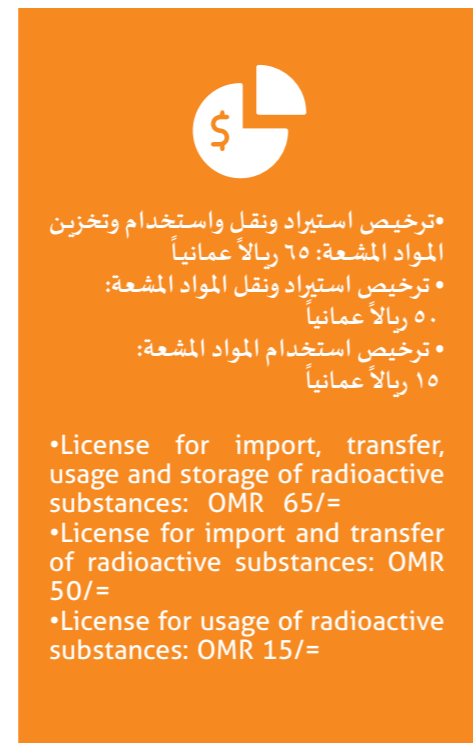 $
•ترخيص استيراد ونقل واستخدام وتخزين
المواد المشعة: ٦٥ ريالاً عمانياً
• ترخيص استيراد ونقل المواد المشعة:
٥٠ ريالاً عمانياً
• ترخيص استخدام المواد المشعة:
١٥ ريالاً عمانياً
•License for import, transfer,
usage and storage of radioactive
substances: OMR 65/=
•License for import and transfer
of radioactive substances: OMR
50/=
•License for usage of radioactive
substances: OMR 15/=